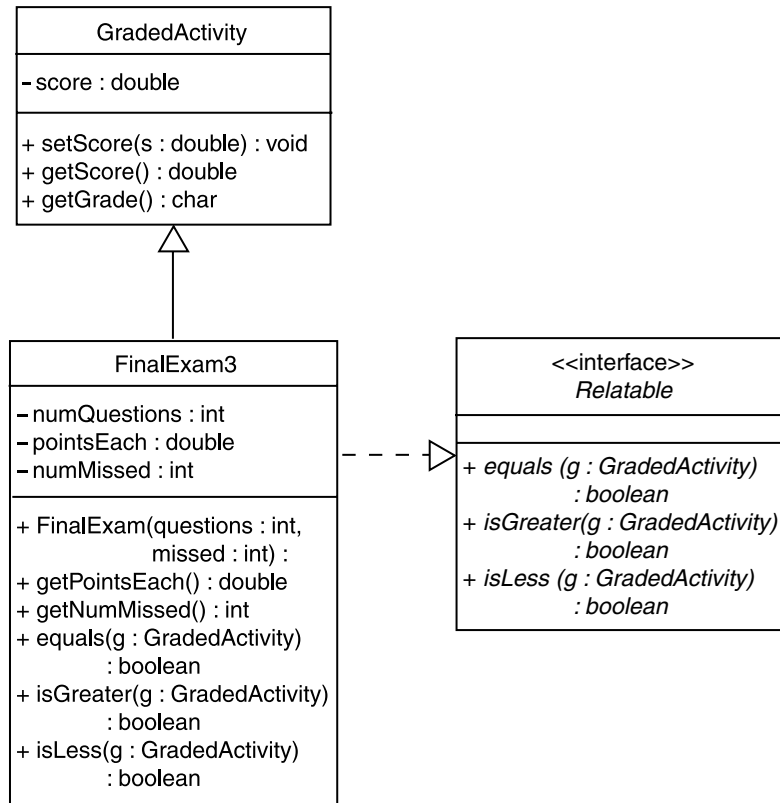 GradedActivity
– score : double
+ setScore(s : double) : void
+ getScore() : double
+ getGrade() : char
FinalExam3
– numQuestions : int
– pointsEach : double
– numMissed : int
+ FinalExam(questions : int,
missed : int) :
+ getPointsEach() : double
+ getNumMissed() : int
+ equals(g : GradedActivity)
: boolean
+ isGreater(g : GradedActivity)
: boolean
+ isLess(g : GradedActivity)
: boolean
<<interface>>
Relatable
+ equals (g : GradedActivity)
: boolean
+ isGreater(g : GradedActivity)
: boolean
+ isLess (g : GradedActivity)
: boolean